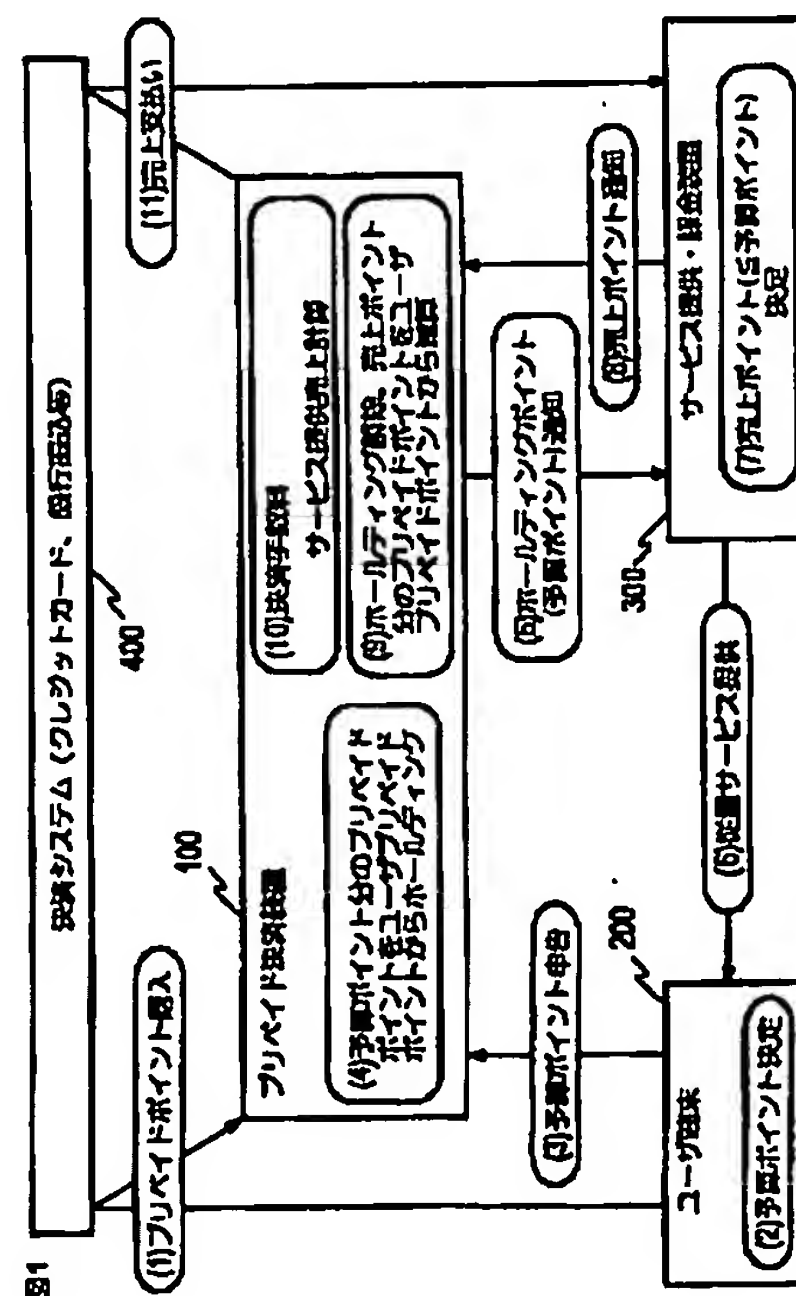 図1
決済システム(クレジットカード、銀行振込等)
400
(1)プリペイドポイント購入
(11)売上支払い
100
プリペイド決済装置
(4)予算ポイント分のプリペイド
ポイントをユーザプリペイド
ポイントからホールディング
(10)決済手数料
サービス提供売上計算
(9)ホールディング解除、売上ポイント
分のプリペイドポイントをユーザ
プリペイドポイントから減算
(3)予算ポイント申告
(5)ホールディングポイント
(予算ポイント)通知
(8)売上ポイント通知
200
ユーザ端末
(2)予算ポイント決定
(6)従量サービス提供
300
サービス提供・課金装置
(7)売上ポイント(≦予算ポイント)
決定